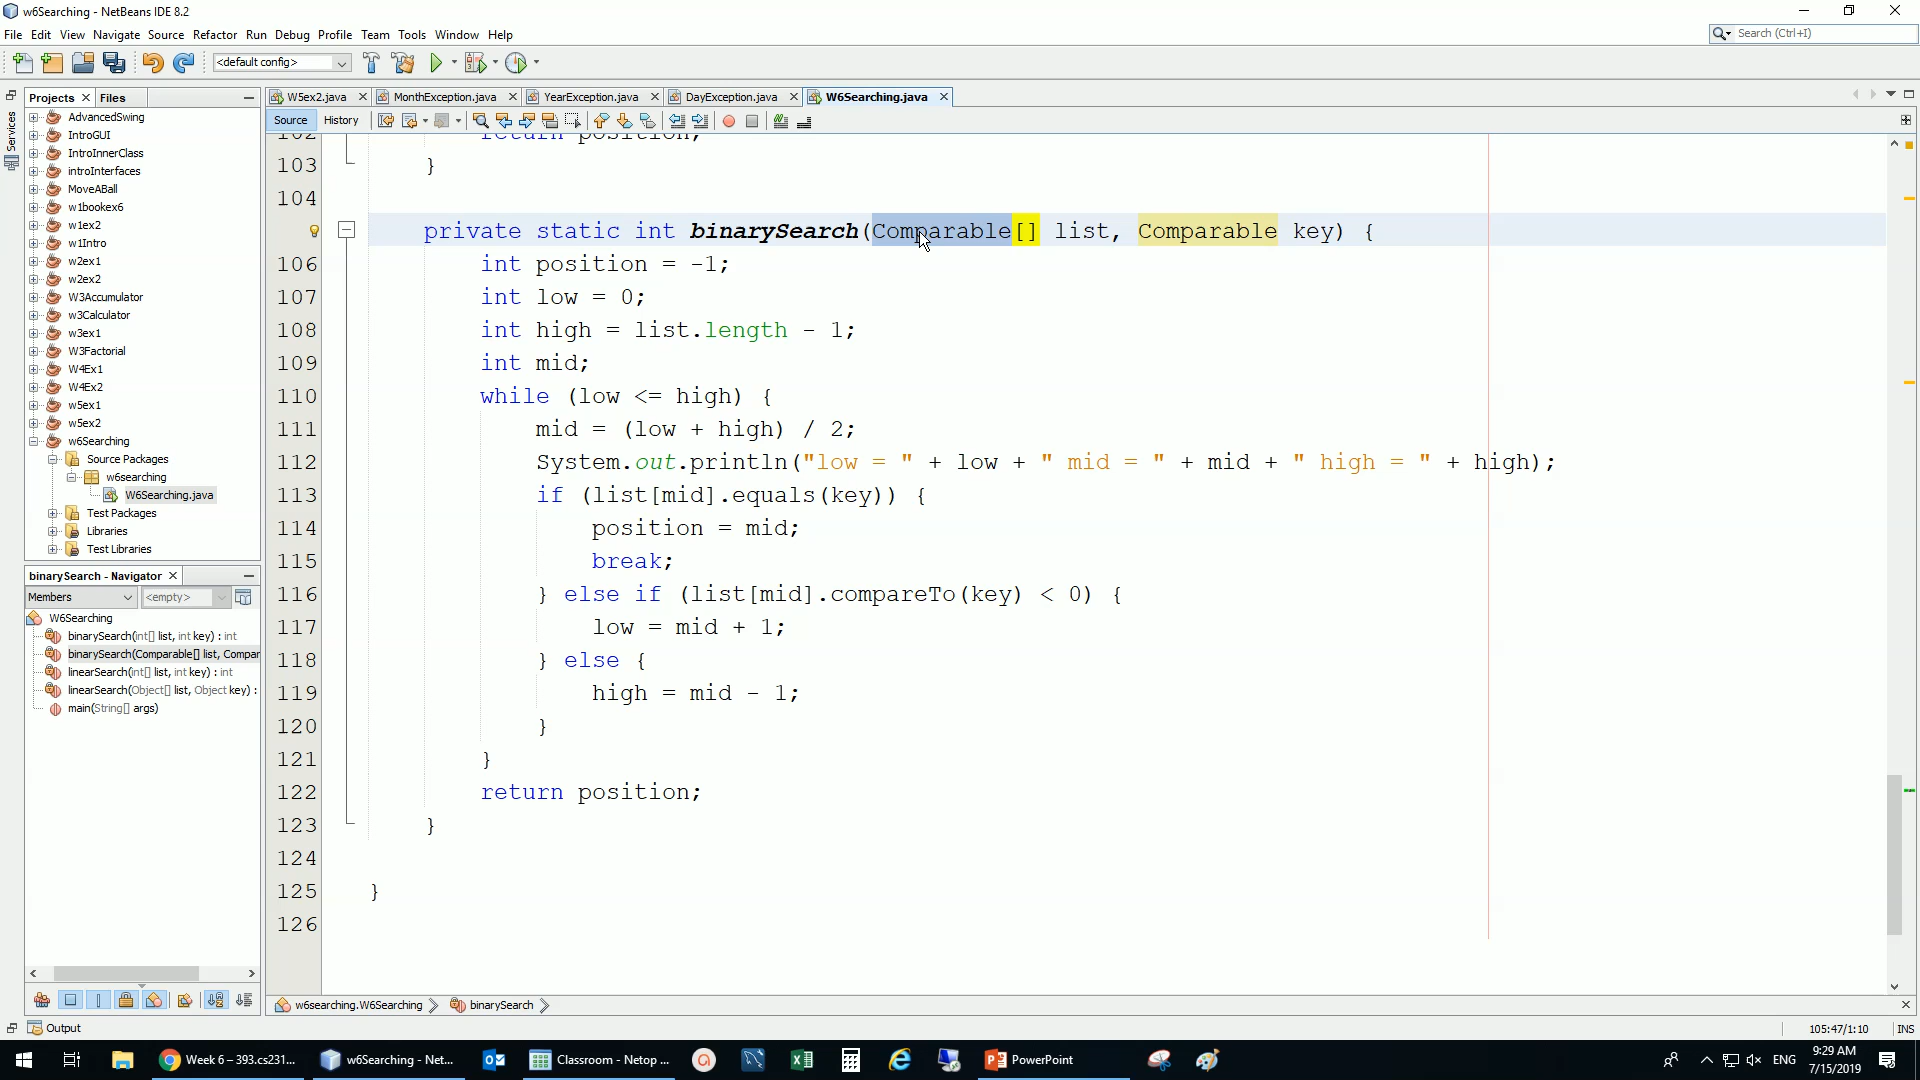 w6Searching - NetBeans IDE 8.2
File Edit View Navigate Source Refactor Run Debug Profile Team Tools Window Help
Search (Ctrl+I)
<default config>
Projects Files
W5ex2.java MonthException.java YearException.java DayException.java W6Searching.java
Source History
Services
AdvancedSwing
IntroGUI
IntroInnerClass
introInterfaces
MoveABall
w1bookex6
w1ex2
w1Intro
w2ex1
w2ex2
W3Accumulator
w3Calculator
w3ex1
W3Factorial
W4Ex1
W4Ex2
w5ex1
w5ex2
w6Searching
Source Packages
w6searching
W6Searching.java
Test Packages
Libraries
Test Libraries
binarySearch - Navigator
Members <empty>
W6Searching
binarySearch(int[] list, int key) : int
binarySearch(Comparable[] list, Compar
linearSearch(int[] list, int key) : int
linearSearch(Object[] list, Object key) :
main(String[] args)
102 return position;
103 }
104
private static int binarySearch(Comparable[] list, Comparable key) {
106 int position = -1;
107 int low = 0;
108 int high = list.length - 1;
109 int mid;
110 while (low <= high) {
111 mid = (low + high) / 2;
112 System.out.println("low = " + low + " mid = " + mid + " high = " + high);
113 if (list[mid].equals(key)) {
114 position = mid;
115 break;
116 } else if (list[mid].compareTo(key) < 0) {
117 low = mid + 1;
118 } else {
119 high = mid - 1;
120 }
121 }
122 return position;
123 }
124
125 }
126
w6searching.W6Searching binarySearch
Output
105:47/1:10 INS
Week 6 – 393.cs231... w6Searching - Net... Classroom - Netop ... PowerPoint
ENG
9:29 AM
7/15/2019